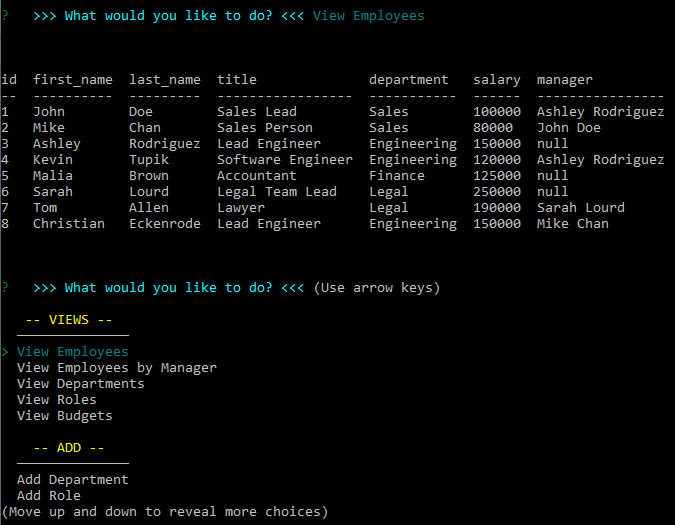 ? >>> What would you like to do? <<< View Employees
id  first_name  last_name  title              department   salary  manager
--  ----------  ---------  -----------------  -----------  ------  ----------------
1   John        Doe        Sales Lead         Sales        100000  Ashley Rodriguez
2   Mike        Chan       Sales Person       Sales        80000   John Doe
3   Ashley      Rodriguez  Lead Engineer      Engineering  150000  null
4   Kevin       Tupik      Software Engineer  Engineering  120000  Ashley Rodriguez
5   Malia       Brown      Accountant         Finance      125000  null
6   Sarah       Lourd      Legal Team Lead    Legal        250000  null
7   Tom         Allen      Lawyer             Legal        190000  Sarah Lourd
8   Christian   Eckenrode  Lead Engineer      Engineering  150000  Mike Chan
? >>> What would you like to do? <<< (Use arrow keys)
-- VIEWS --
──────────────
> View Employees
View Employees by Manager
View Departments
View Roles
View Budgets
-- ADD --
──────────────
Add Department
Add Role
(Move up and down to reveal more choices)